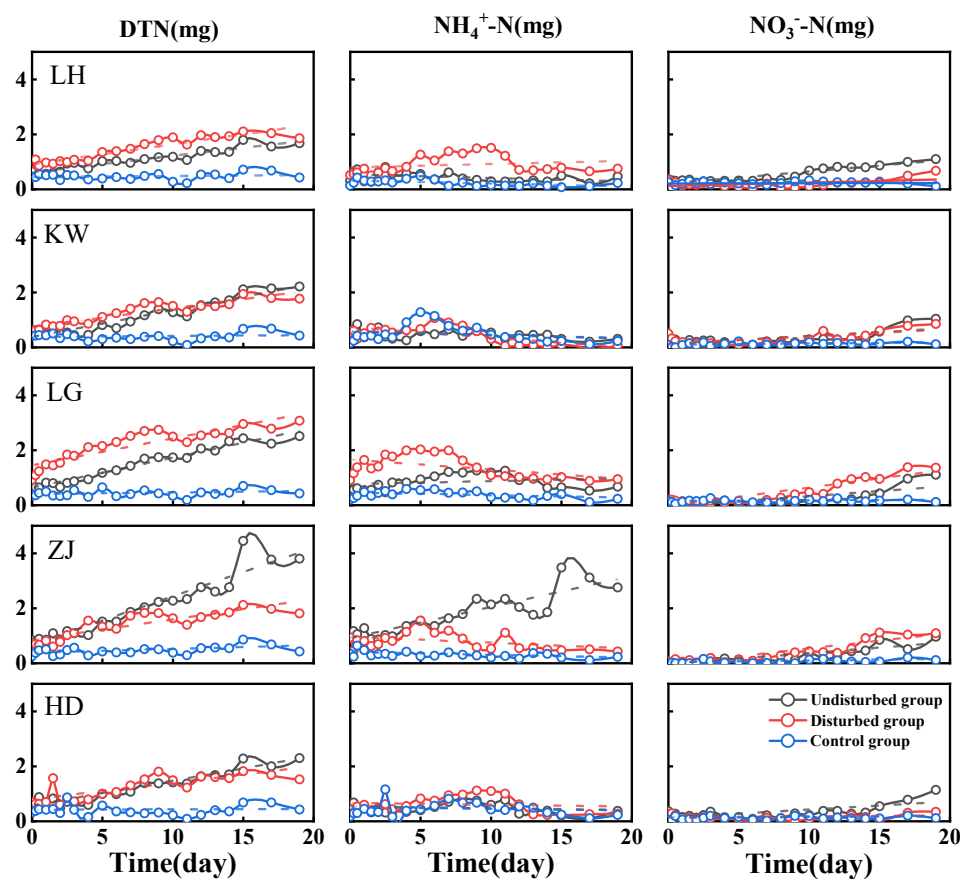 DTN(mg) NH₄⁺-N(mg) NO₃⁻-N(mg)
LH
4
2
0
KW
4
2
0
LG
4
2
0
ZJ
4
2
0
HD
Undisturbed group
Disturbed group
Control group
4
2
0
0 5 10 15 20 0 5 10 15 20 0 5 10 15 20
Time(day) Time(day) Time(day)